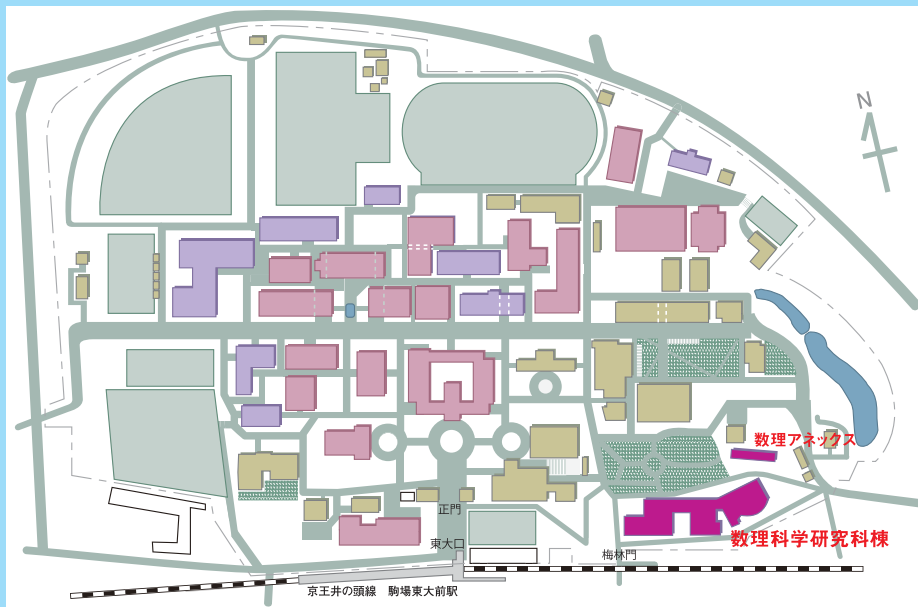 N
数理アネックス
正門
数理科学研究科棟
東大口
梅林門
京王井の頭線 駒場東大前駅